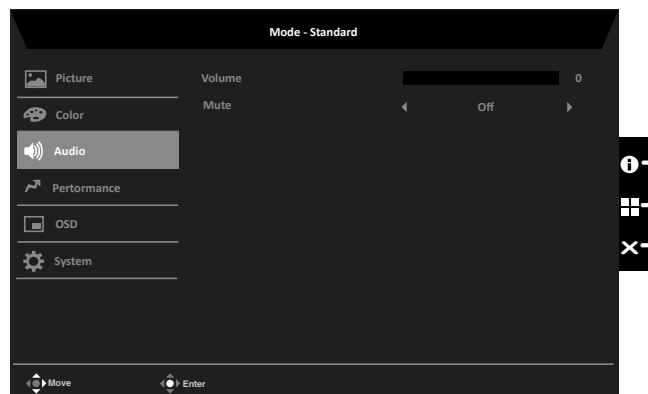 Mode - Standard
Picture
Volume 0
Mute Off
Color
Audio
Pertormance
OSD
System
Move Enter